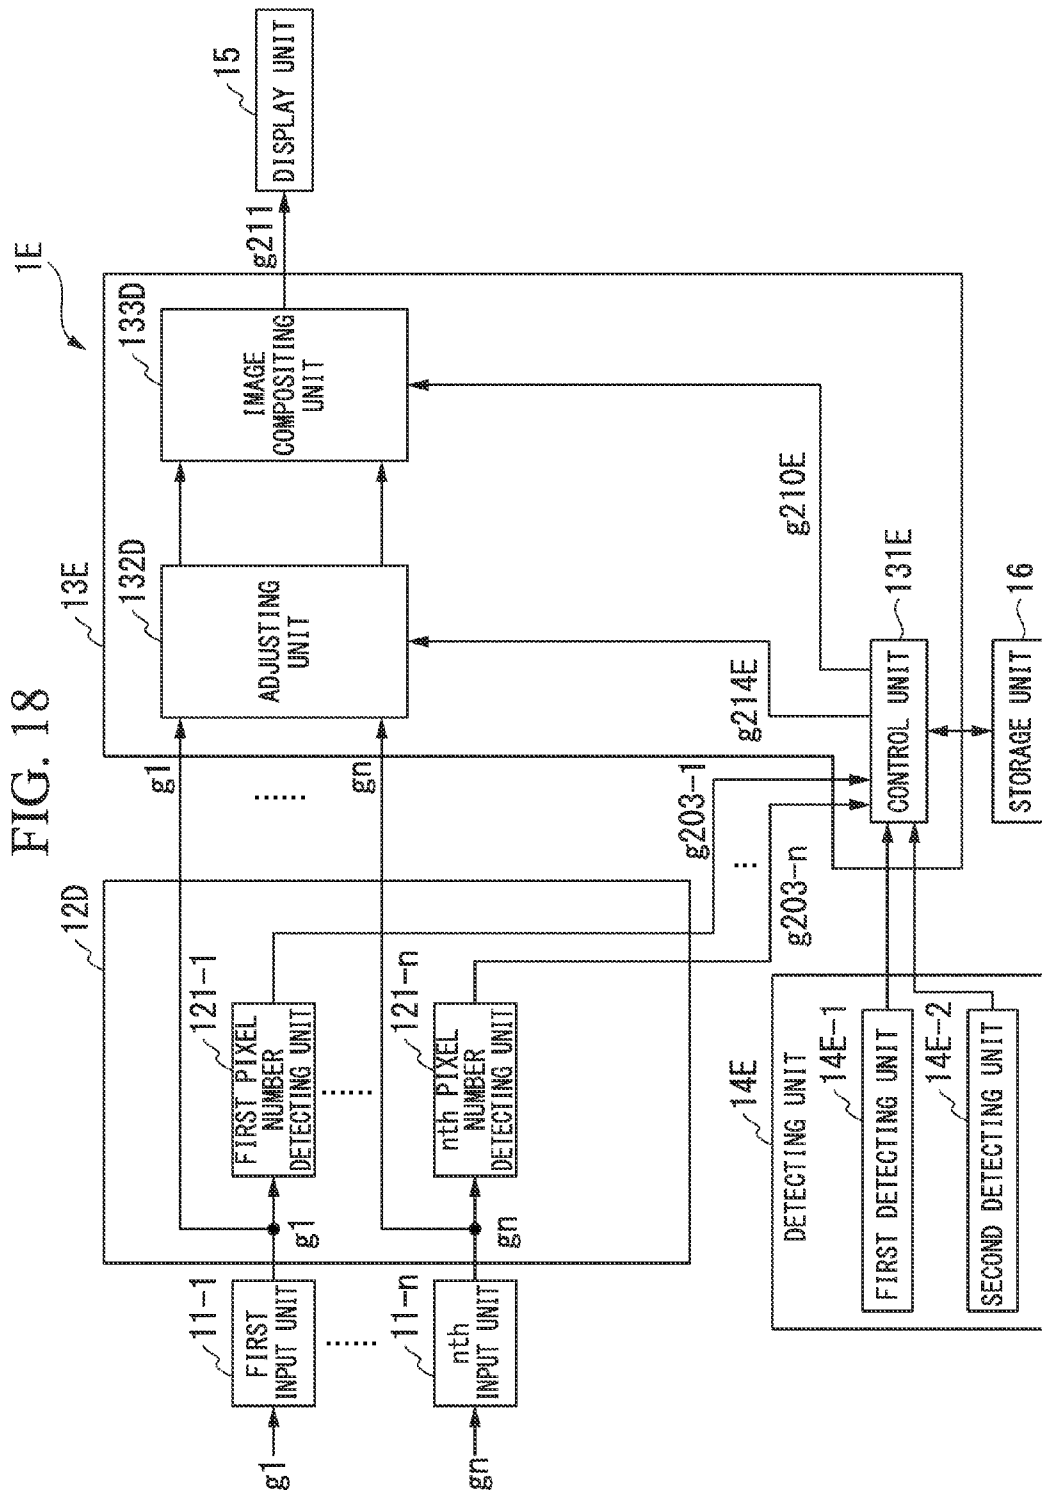 FIG. 18
1E
11-1
FIRST
INPUT UNIT
g1
......
11-n
nth
INPUT UNIT
gn
12D
g1
121-1
FIRST PIXEL
NUMBER
DETECTING UNIT
......
gn
121-n
nth PIXEL
NUMBER
DETECTING UNIT
g1
......
gn
g203-1
...
g203-n
13E
132D
ADJUSTING
UNIT
133D
IMAGE
COMPOSITING
UNIT
g211
15
DISPLAY UNIT
g214E
g210E
131E
CONTROL UNIT
16
STORAGE UNIT
14E
DETECTING UNIT
14E-1
FIRST DETECTING UNIT
14E-2
SECOND DETECTING UNIT